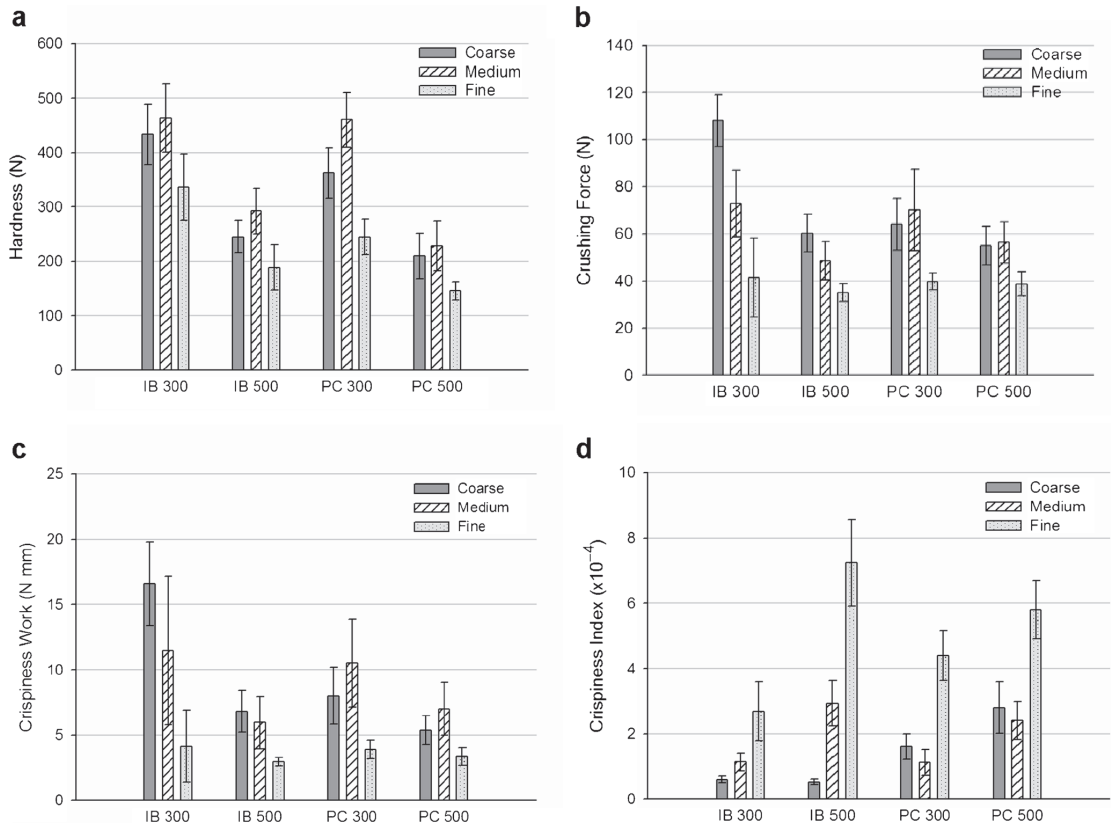 a
600
500
400
300
200
100
0
Hardness (N)
Coarse
Medium
Fine
IB 300
IB 500
PC 300
PC 500
b
140
120
100
80
60
40
20
0
Crushing Force (N)
Coarse
Medium
Fine
IB 300
IB 500
PC 300
PC 500
c
25
20
15
10
5
0
Crispiness Work (N mm)
Coarse
Medium
Fine
IB 300
IB 500
PC 300
PC 500
d
10
8
6
4
2
0
Crispiness Index (x10⁻⁴)
Coarse
Medium
Fine
IB 300
IB 500
PC 300
PC 500